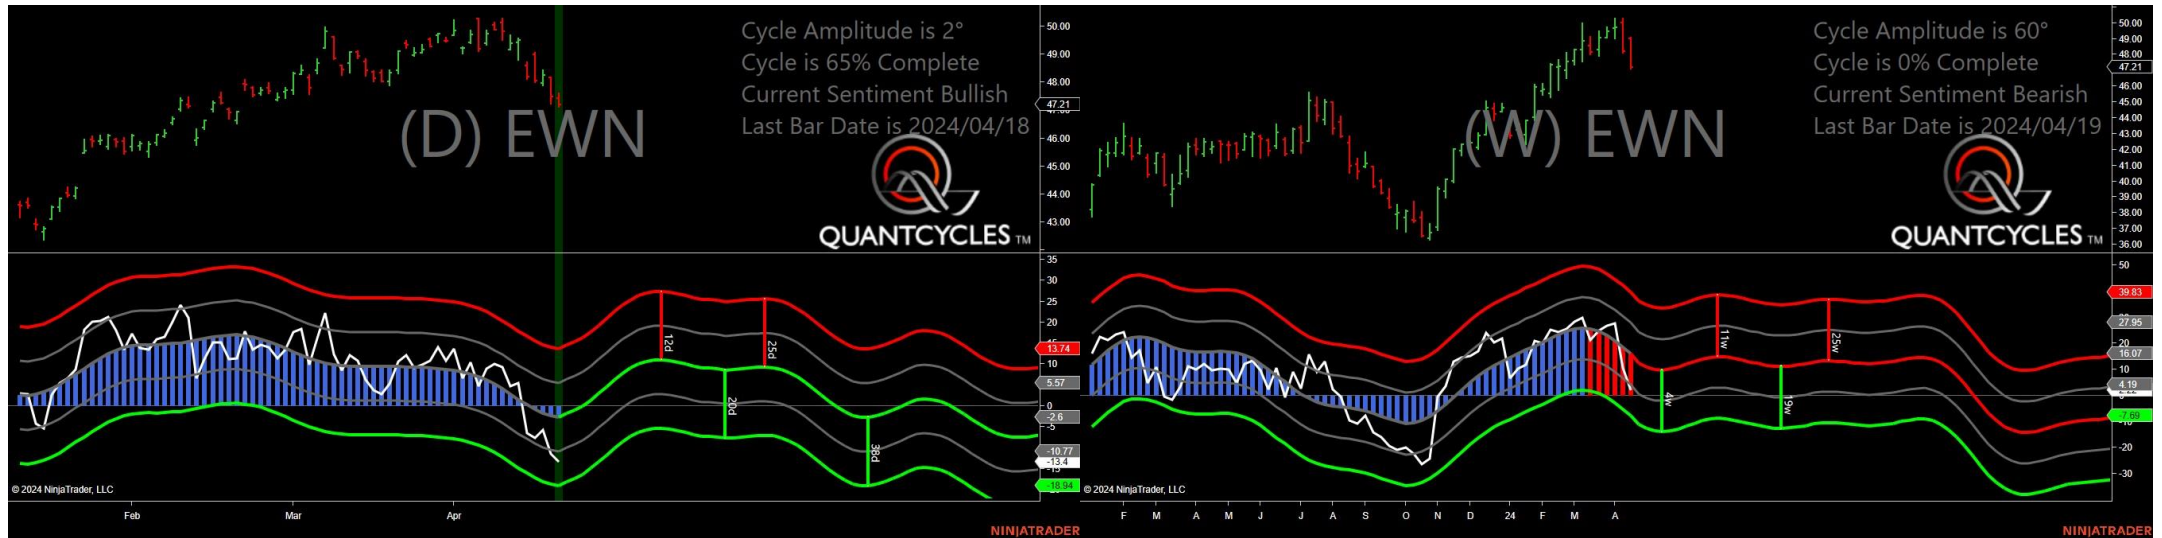 Cycle Amplitude is 2°
Cycle is 65% Complete
Current Sentiment Bullish
Last Bar Date is 2024/04/18
(D) EWN
QUANTCYCLES TM
50.00
49.00
48.00
47.21
46.00
45.00
44.00
43.00
35
30
25
20
13.74
10
5.57
0
-2.6
-5
-10.77
-13.4
-18.94
12d
25d
20d
38d
© 2024 NinjaTrader, LLC
Feb Mar Apr
NINJATRADER
Cycle Amplitude is 60°
Cycle is 0% Complete
Current Sentiment Bearish
Last Bar Date is 2024/04/19
(W) EWN
QUANTCYCLES TM
50.00
49.00
48.00
47.21
46.00
45.00
44.00
43.00
42.00
41.00
40.00
39.00
38.00
37.00
36.00
50
39.83
27.95
20
16.07
10
4.19
-7.69
-20
-30
11w
25w
4w
19w
© 2024 NinjaTrader, LLC
F M A M J J A S O N D 24 F M A
NINJATRADER